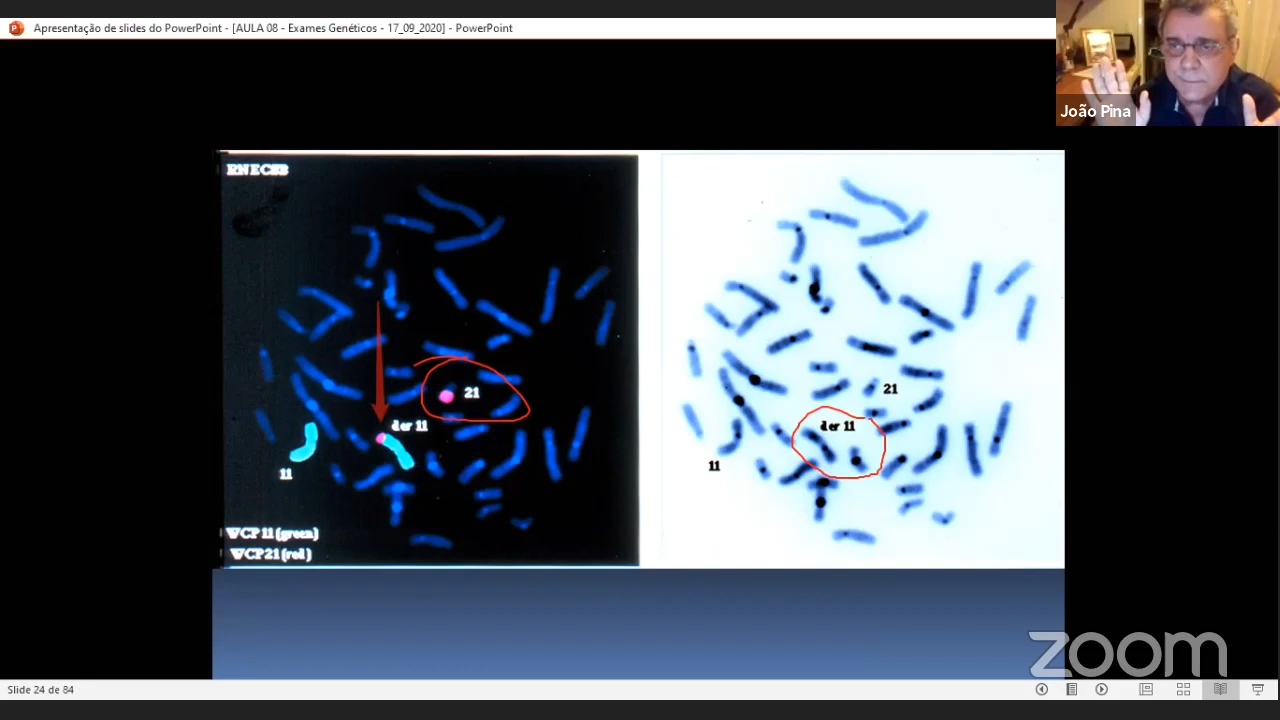 Apresentação de slides do PowerPoint - [AULA 08 - Exames Genéticos - 17_09_2020] - PowerPoint
João Pina
21
der 11
11
WCP 11 (green)
WCP 21 (red)
21
der 11
11
zoom
Slide 24 de 84